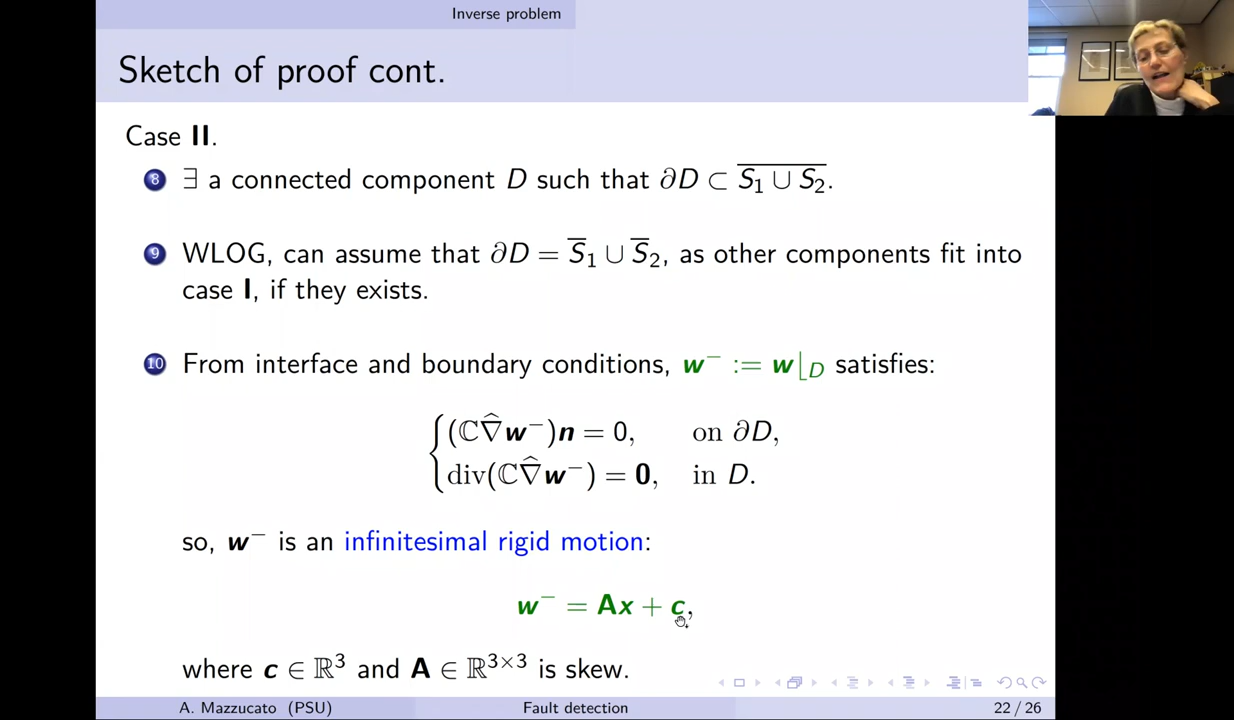 Inverse problem
Sketch of proof cont.
Case II.
8 ∃ a connected component D such that ∂D ⊂ \overline{S_1 ∪ S_2}.
9 WLOG, can assume that ∂D = \overline{S}_1 ∪ \overline{S}_2, as other components fit into
case I, if they exists.
10 From interface and boundary conditions, w⁻ := w⌊_D satisfies:
(ℂ\widehat{∇}w⁻)n = 0, on ∂D,
div(ℂ\widehat{∇}w⁻) = 0, in D.
so, w⁻ is an infinitesimal rigid motion:
w⁻ = Ax + c,
where c ∈ ℝ³ and A ∈ ℝ^{3×3} is skew.
A. Mazzucato (PSU) Fault detection 22 / 26